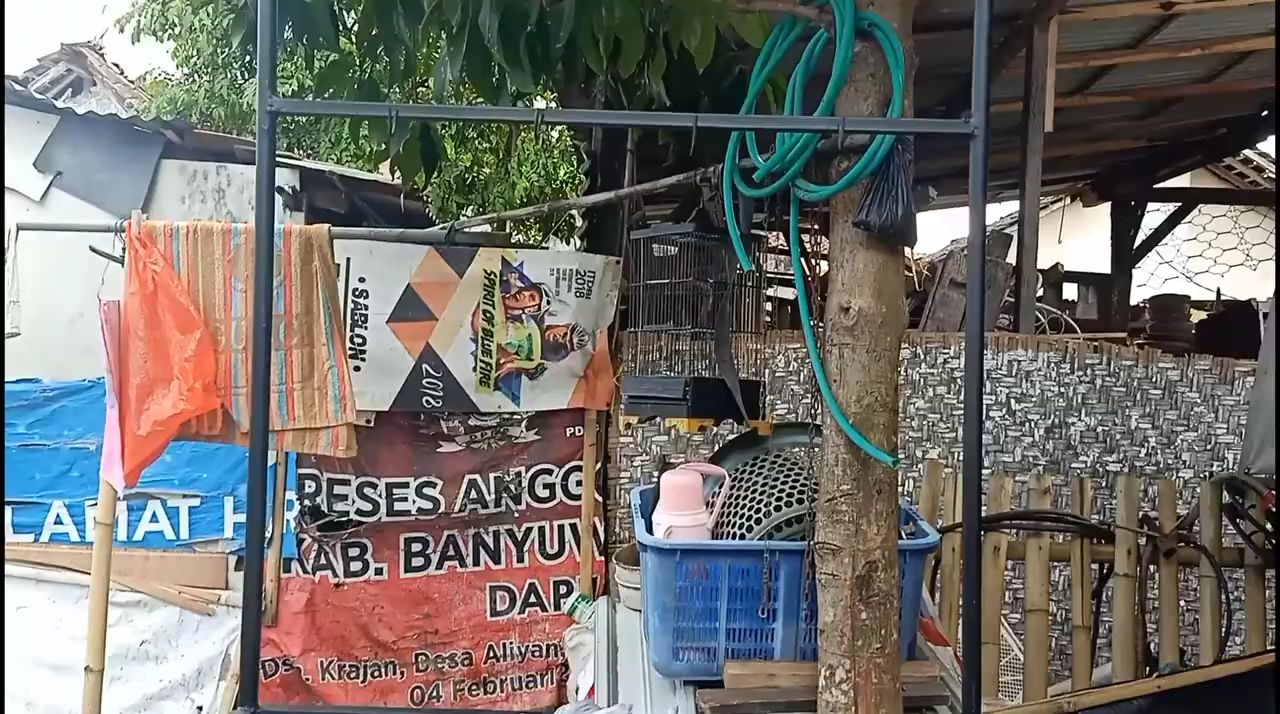 • SABLON •
2018
SPIRIT OF BLUE FIRE
2018
PD
RESES ANGG
KAB. BANYUW
DAP
Ds. Krajan, Desa Aliyan,
04 Februari
LAMAT H